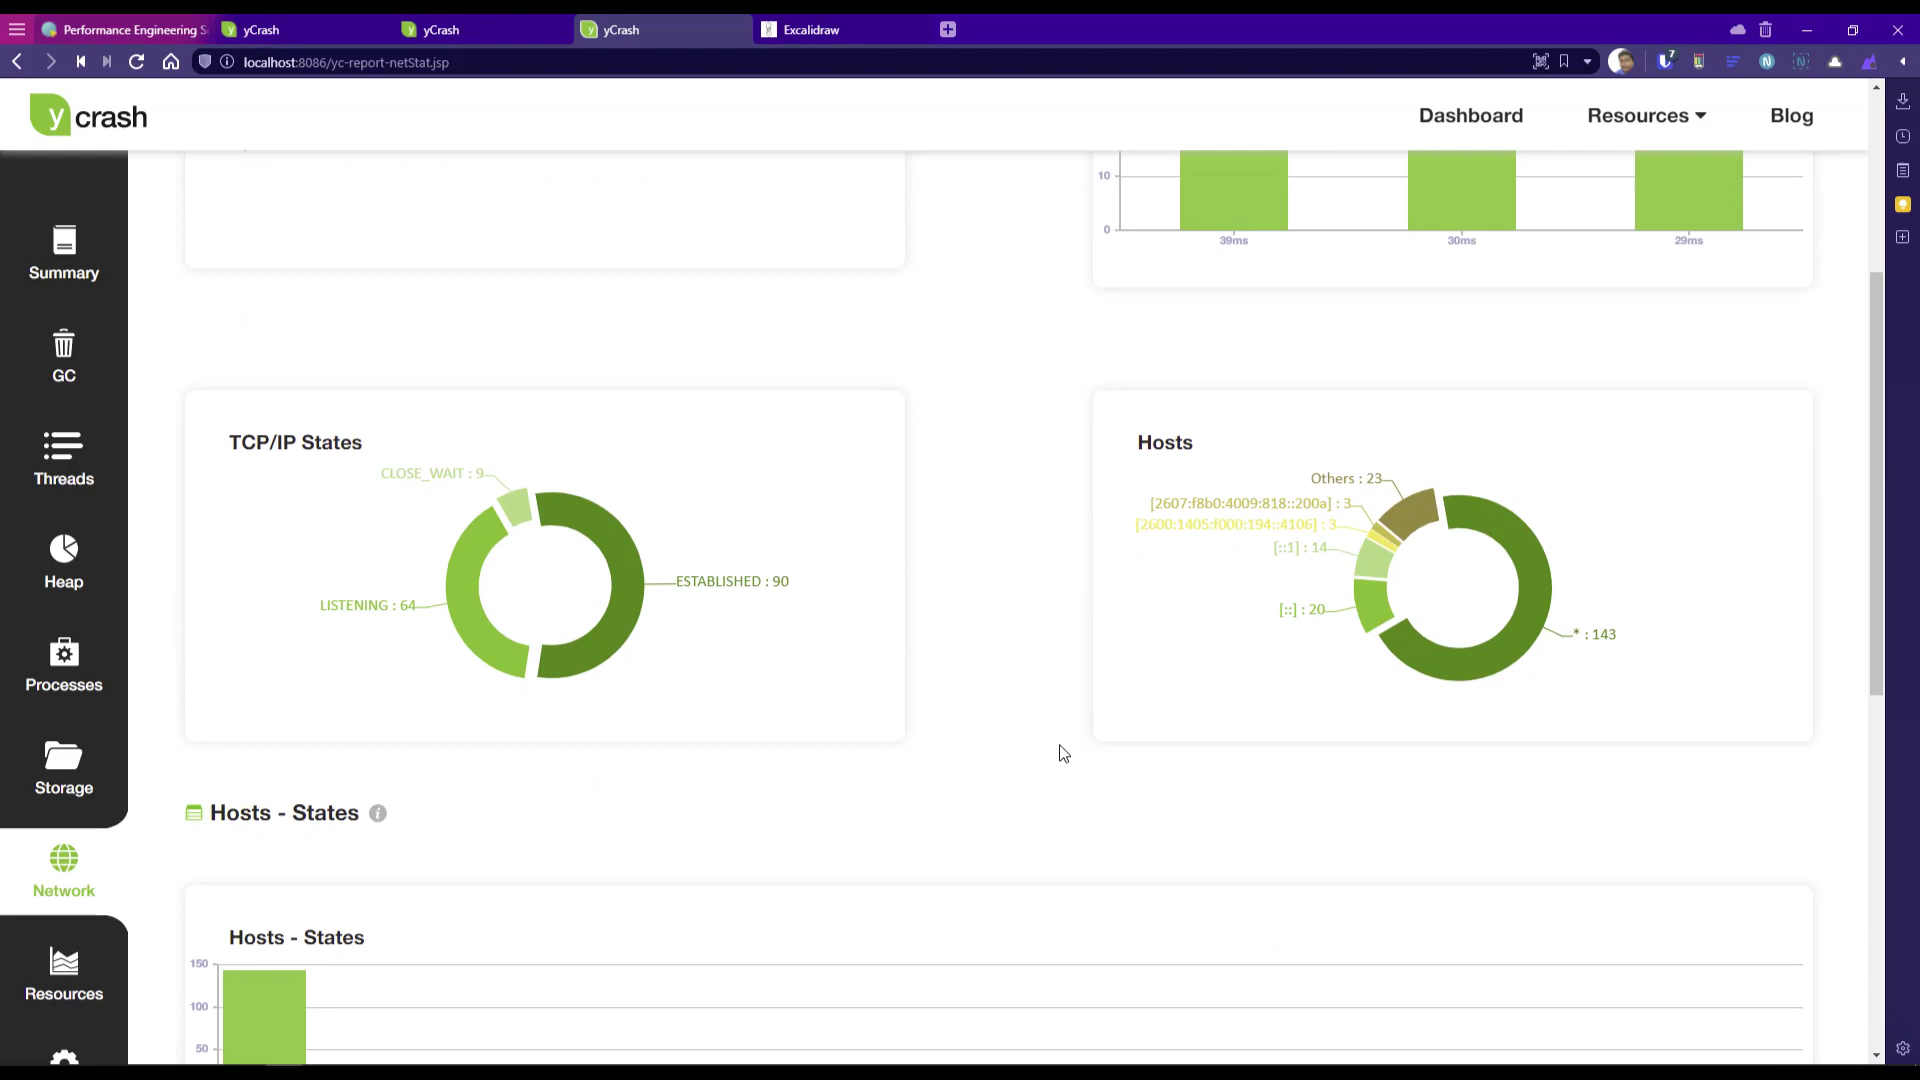 Performance Engineering S
yCrash
yCrash
yCrash
Excalidraw
localhost:8086/yc-report-netStat.jsp
7
y crash
Dashboard
Resources
Blog
Summary
GC
Threads
Heap
Processes
Storage
Network
Resources
10
0
39ms
30ms
29ms
TCP/IP States
CLOSE_WAIT : 9
ESTABLISHED : 90
LISTENING : 64
Hosts
Others : 23
[2607:f8b0:4009:818::200a] : 3
[2600:1405:f000:194::4106] : 3
[::1] : 14
[::] : 20
* : 143
Hosts - States
Hosts - States
150
100
50